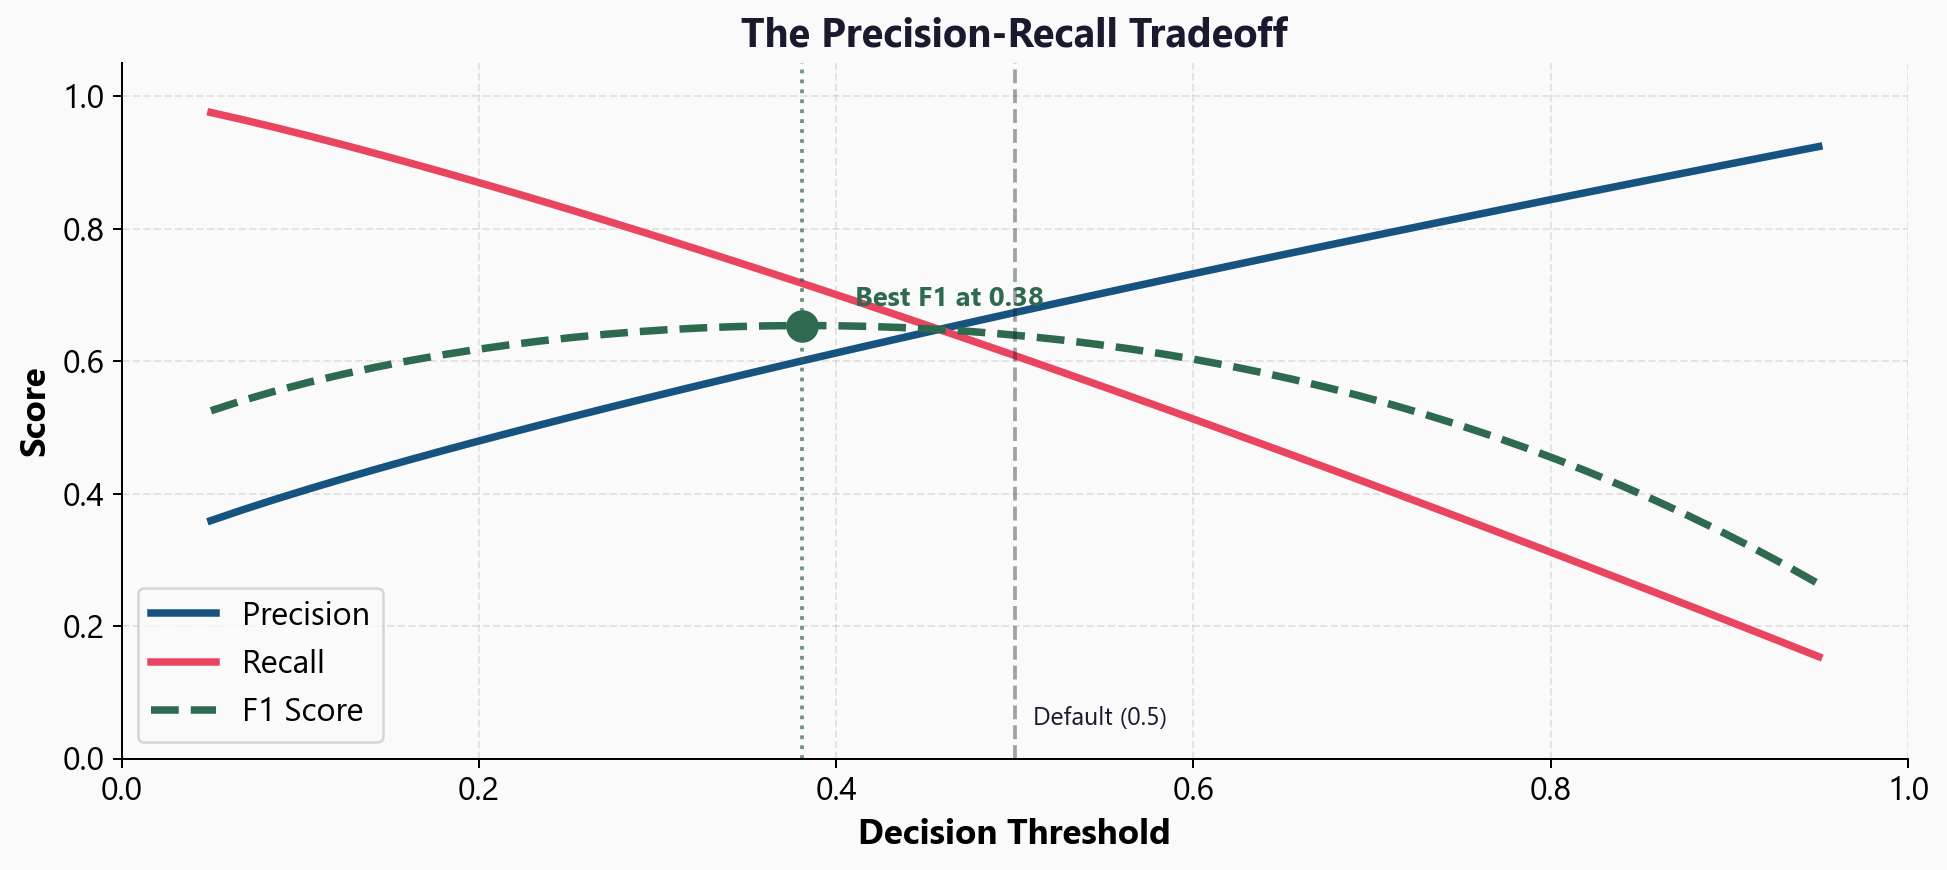 The Precision-Recall Tradeoff
Score
1.0
0.8
0.6
0.4
0.2
0.0
Best F1 at 0.38
Default (0.5)
Precision
Recall
F1 Score
0.0 0.2 0.4 0.6 0.8 1.0
Decision Threshold